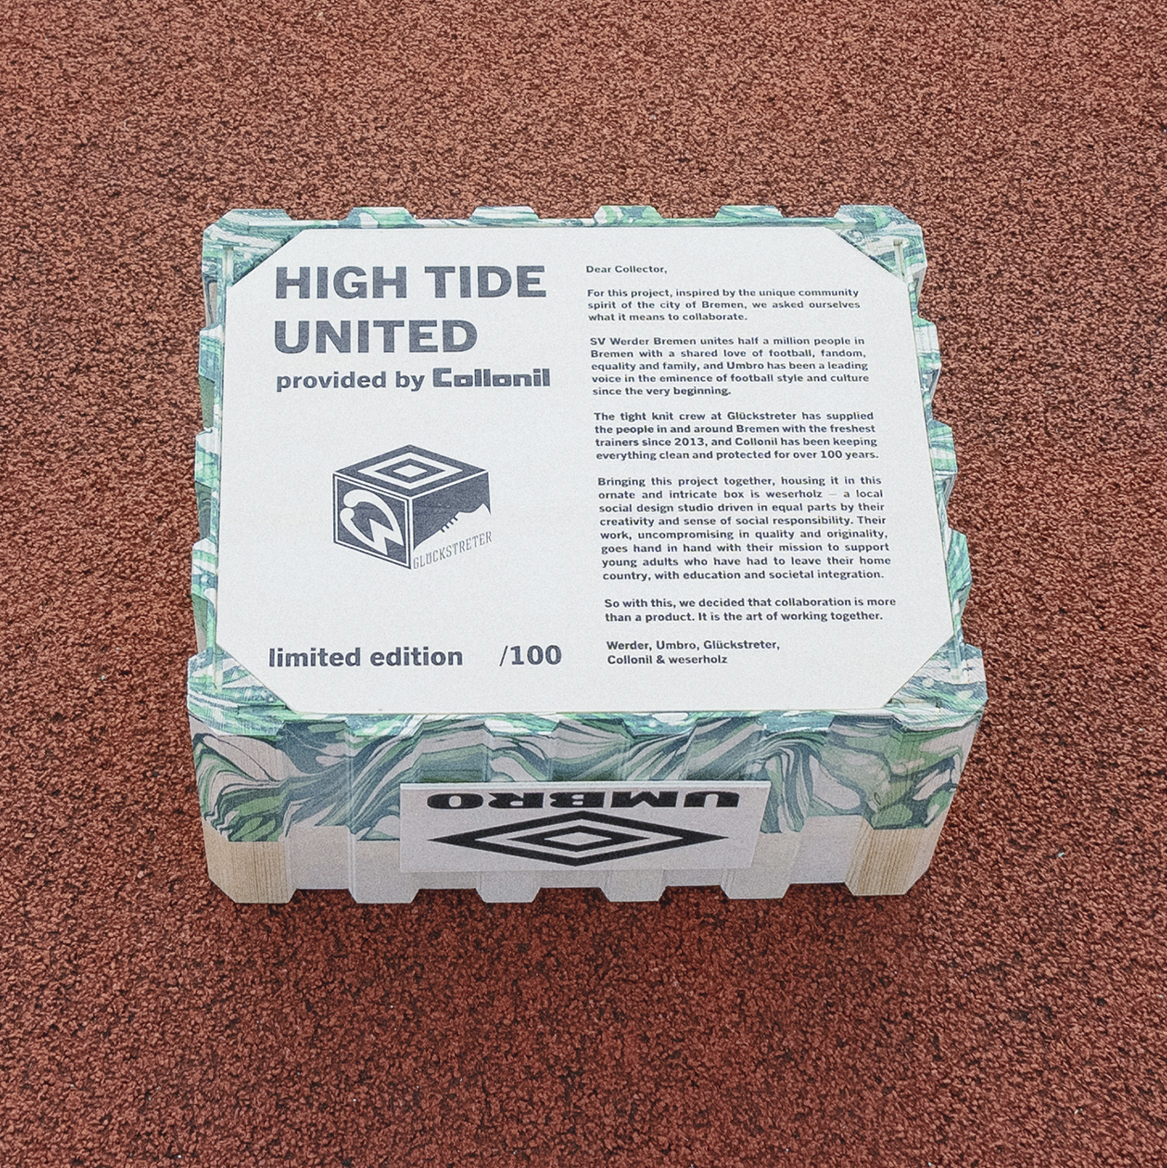 HIGH TIDE
UNITED
provided by Collonil
GLÜCKSTRETER
limited edition /100
Dear Collector,
For this project, inspired by the unique community
spirit of the city of Bremen, we asked ourselves
what it means to collaborate.
SV Werder Bremen unites half a million people in
Bremen with a shared love of football, fandom,
equality and family, and Umbro has been a leading
voice in the eminence of football style and culture
since the very beginning.
The tight knit crew at Glückstreter has supplied
the people in and around Bremen with the freshest
trainers since 2013, and Collonil has been keeping
everything clean and protected for over 100 years.
Bringing this project together, housing it in this
ornate and intricate box is weserholz – a local
social design studio driven in equal parts by their
creativity and sense of social responsibility. Their
work, uncompromising in quality and originality,
goes hand in hand with their mission to support
young adults who have had to leave their home
country, with education and societal integration.
So with this, we decided that collaboration is more
than a product. It is the art of working together.
Werder, Umbro, Glückstreter,
Collonil & weserholz
UMBRO